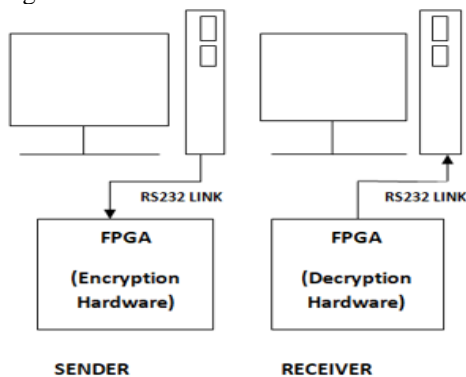 RS232 LINK
FPGA
(Encryption
Hardware)
SENDER
RS232 LINK
FPGA
(Decryption
Hardware)
RECEIVER